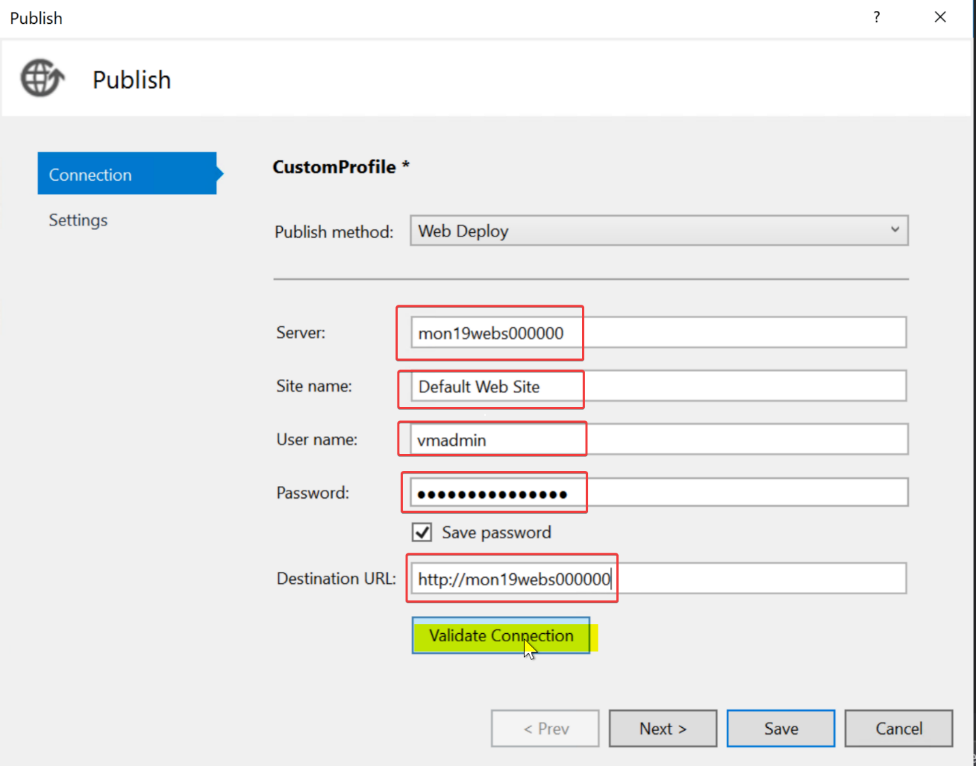 Publish ? ×
Publish
Connection
Settings
CustomProfile *
Publish method: Web Deploy
Server: mon19webs000000
Site name: Default Web Site
User name: vmadmin
Password: ●●●●●●●●●●●●●●●
Save password
Destination URL: http://mon19webs000000
Validate Connection
< Prev Next > Save Cancel